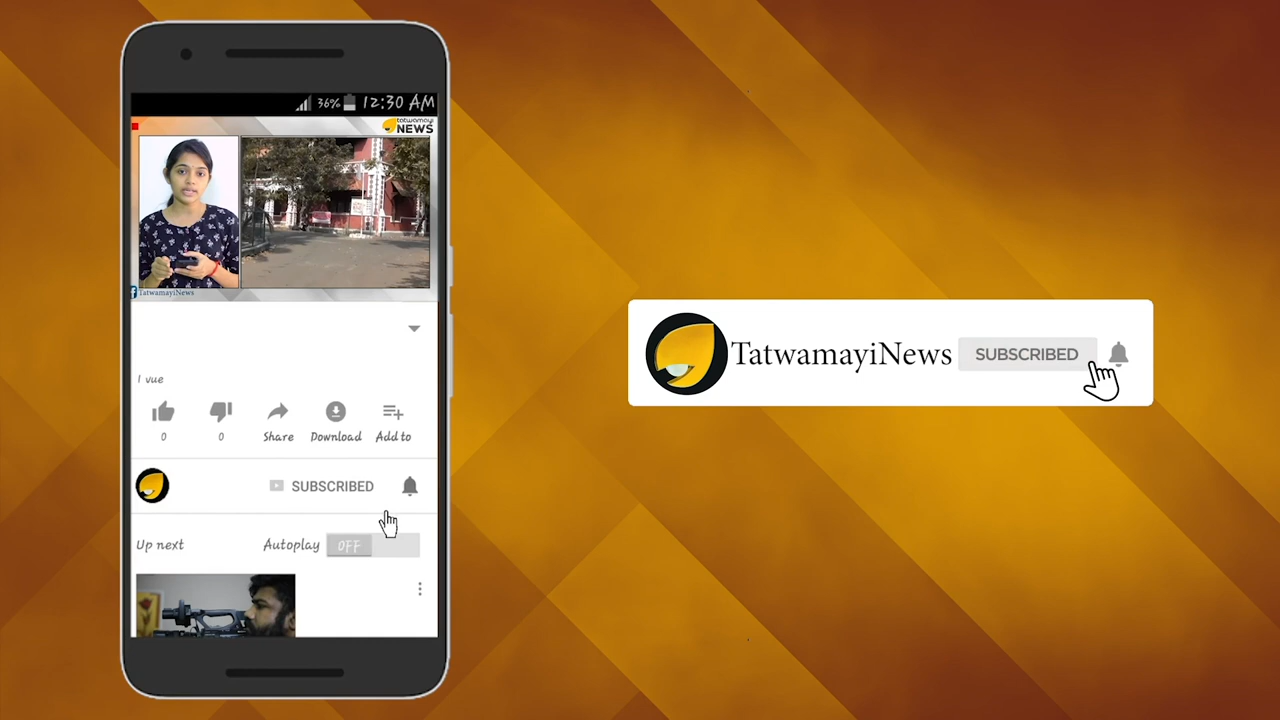 36% 12:30 AM
tatwamayi
NEWS
TatwamayiNews
1 vue
0 0 Share Download Add to
SUBSCRIBED
Up next Autoplay OFF
TatwamayiNews SUBSCRIBED